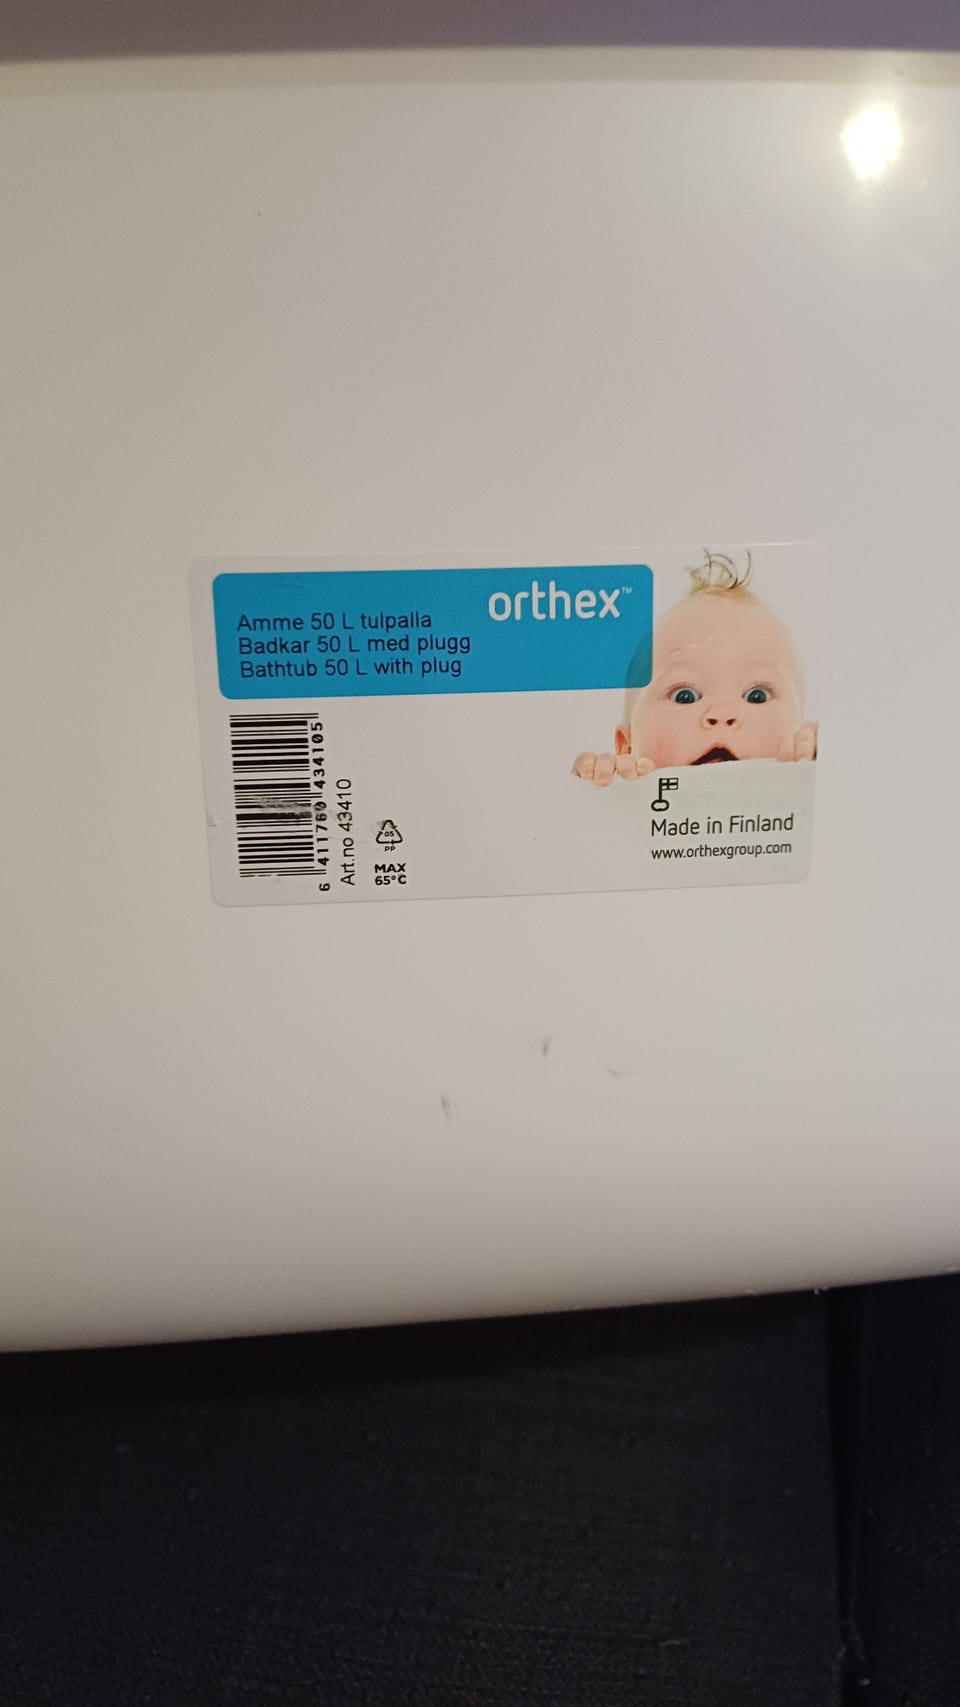 orthex™
Amme 50 L tulpalla
Badkar 50 L med plugg
Bathtub 50 L with plug
6 411760 434105
Art.no 43410
05
PP
MAX
65°C
Made in Finland
www.orthexgroup.com